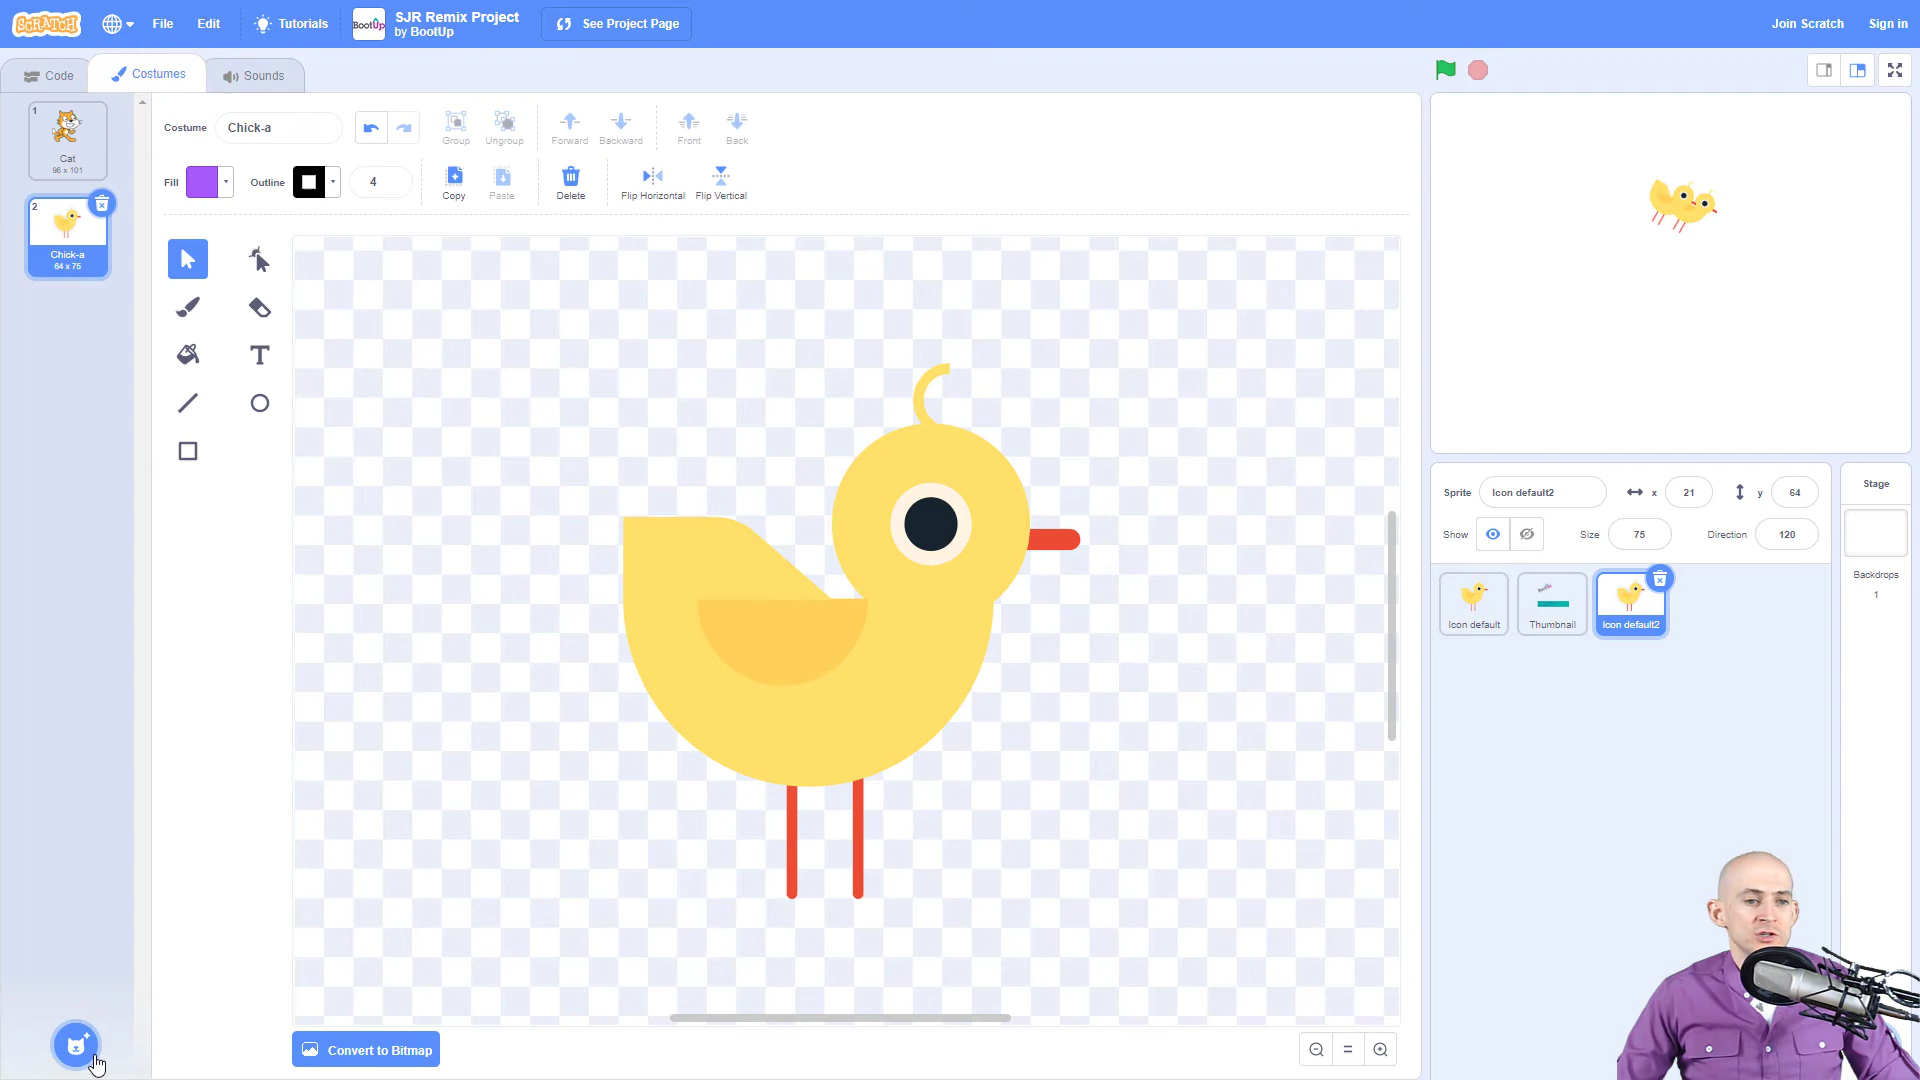 SCRATCH File Edit Tutorials BootUp SJR Remix Project See Project Page Join Scratch Sign in
by BootUp
Code Costumes Sounds
1
Cat
96 x 101
2
Chick-a
64 x 75
Costume Chick-a Group Ungroup Forward Backward Front Back
Fill Outline 4 Copy Paste Delete Flip Horizontal Flip Vertical
T
Convert to Bitmap
Sprite Icon default2 x 21 y 64
Show Size 75 Direction 120
Icon default Thumbnail Icon default2
Stage
Backdrops
1